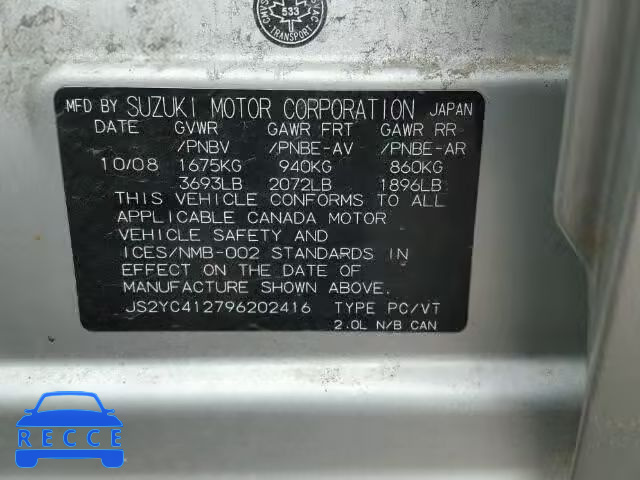 533
TRANSPORT
MFD BY SUZUKI MOTOR CORPORATION JAPAN
DATE GVWR GAWR FRT GAWR RR
/PNBV /PNBE-AV /PNBE-AR
10/08 1675KG 940KG 860KG
3693LB 2072LB 1896LB
THIS VEHICLE CONFORMS TO ALL
APPLICABLE CANADA MOTOR
VEHICLE SAFETY AND
ICES/NMB-002 STANDARDS IN
EFFECT ON THE DATE OF
MANUFACTURE SHOWN ABOVE.
JS2YC412796202416 TYPE PC/VT
2.0L N/B CAN
RECCE